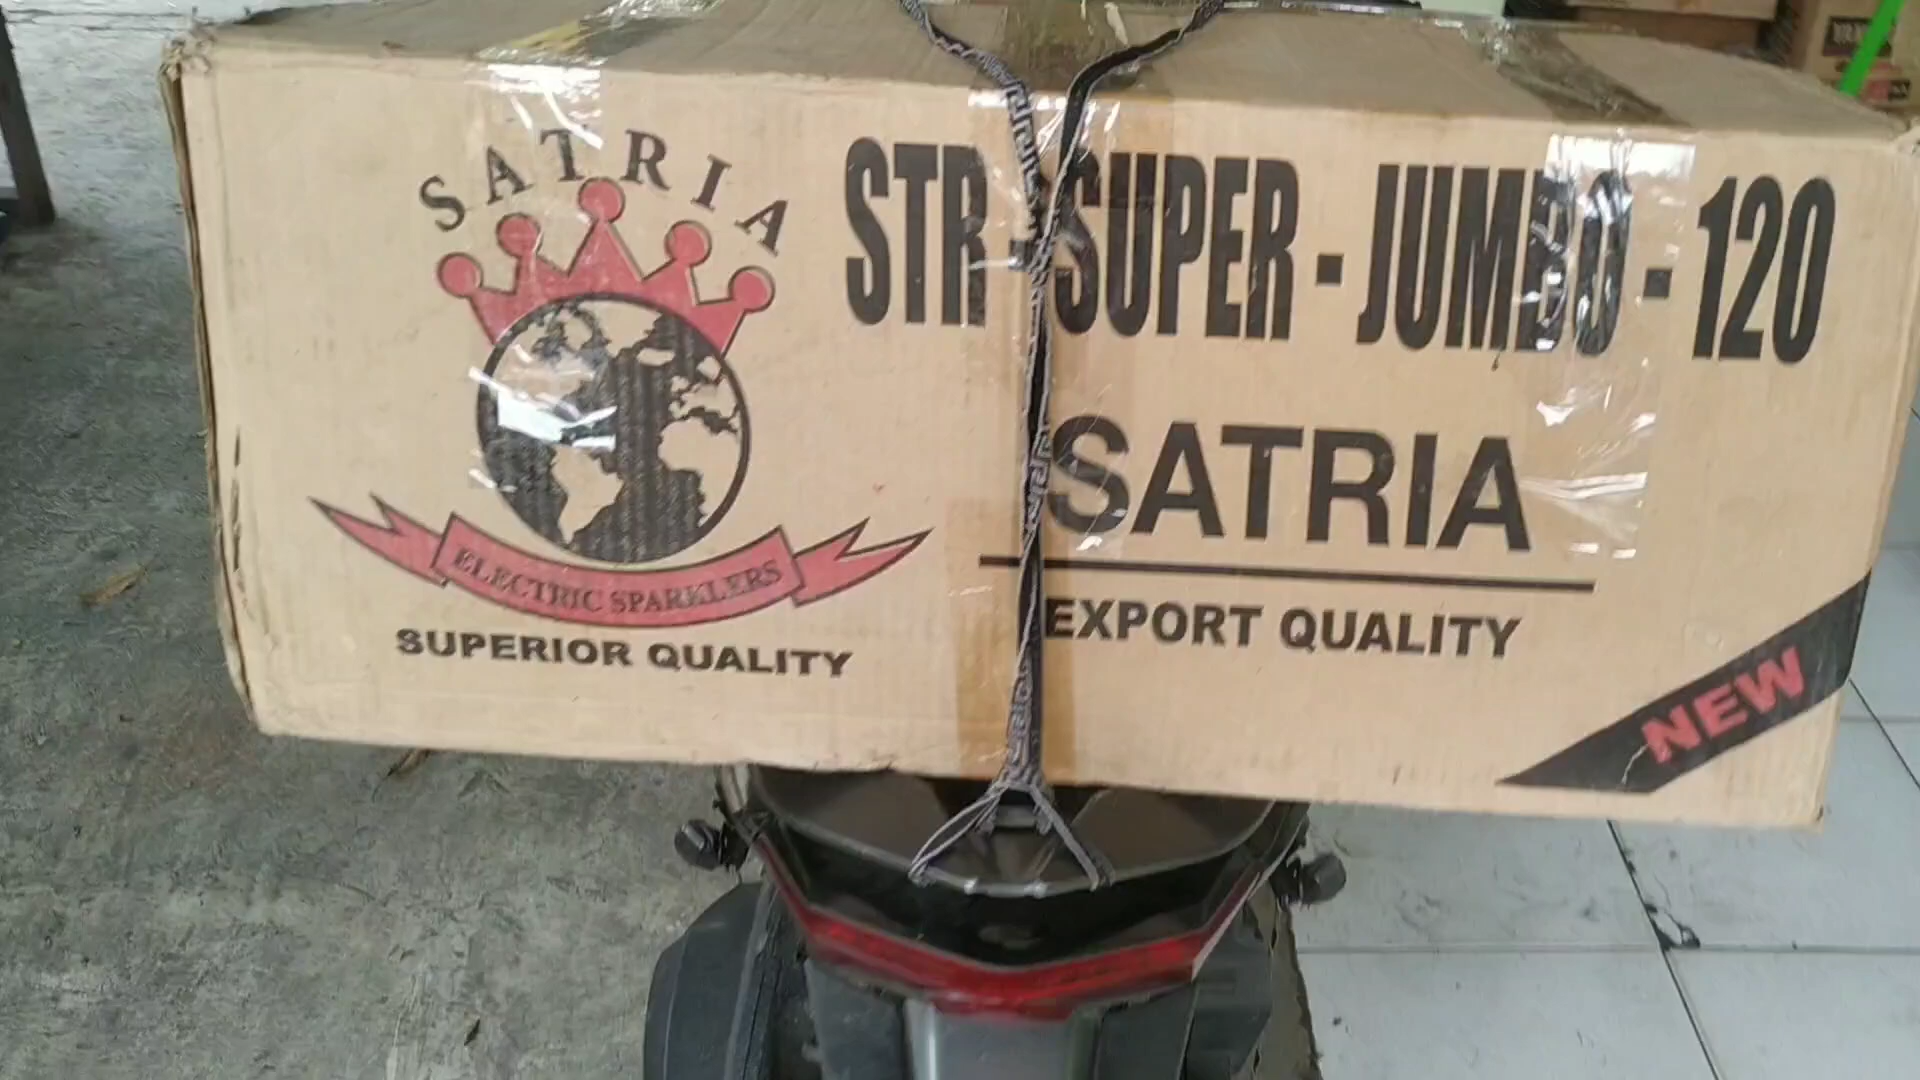 SATRIA
ELECTRIC SPARKLERS
SUPERIOR QUALITY
STR - SUPER - JUMBO - 120
SATRIA
EXPORT QUALITY
NEW